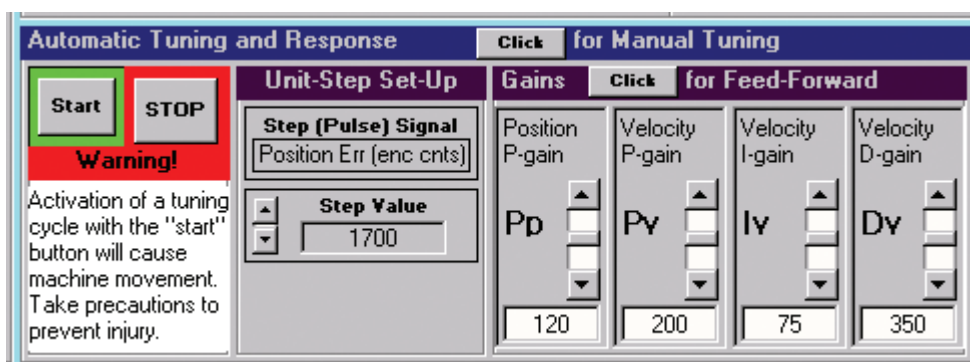 Automatic Tuning and Response Click for Manual Tuning
Start STOP
Warning!
Activation of a tuning
cycle with the "start"
button will cause
machine movement.
Take precautions to
prevent injury.
Unit-Step Set-Up
Step (Pulse) Signal
Position Err (enc cnts)
Step Value
1700
Gains Click for Feed-Forward
Position
P-gain
Pp
120
Velocity
P-gain
Pv
200
Velocity
I-gain
Iv
75
Velocity
D-gain
Dv
350